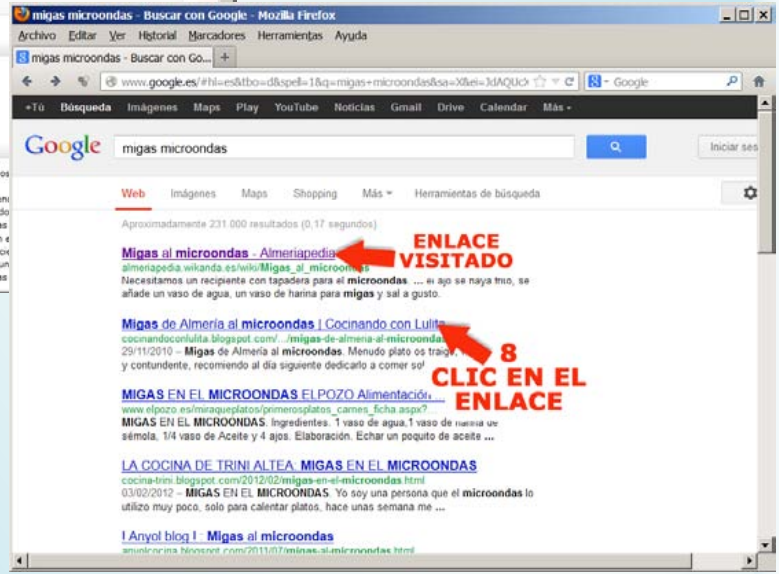 migas microondas - Buscar con Google - Mozilla Firefox
Archivo Editar Ver Historial Marcadores Herramientas Ayuda
migas microondas - Buscar con Go... +
www.google.es/#hl=es&tbo=d&spell=1&q=migas+microondas&sa=X&ei= Google
+Tú Búsqueda Imágenes Maps Play YouTube Noticias Gmail Drive Calendar Más
Google migas microondas Iniciar ses
Web Imágenes Maps Shopping Más Herramientas de búsqueda
Aproximadamente 231.000 resultados (0,17 segundos)
Migas al microondas - Almeriapedia
ENLACE
VISITADO
almeriapedia.wikanda.es/wiki/Migas_al_microondas
Necesitamos un recipiente con tapadera para el microondas. ... el ajo se haya frito, se
añade un vaso de agua, un vaso de harina para migas y sal a gusto.
Migas de Almería al microondas | Cocinando con Lulita
cocinandoconlulita.blogspot.com/.../migas-de-almeria-al-microondas
29/11/2010 – Migas de Almería al microondas. Menudo plato os traigo,
y contundente, recomiendo al día siguiente dedicarlo a comer sol
8
CLIC EN EL
ENLACE
MIGAS EN EL MICROONDAS ELPOZO Alimentación
www.elpozo.es/miraqueplatos/primerosplatos_carnes_ficha.aspx?...
MIGAS EN EL MICROONDAS. Ingredientes. 1 vaso de agua,1 vaso de harina de
sémola, 1/4 vaso de Aceite y 4 ajos. Elaboración. Echar un poquito de aceite ...
LA COCINA DE TRINI ALTEA: MIGAS EN EL MICROONDAS
cocina-trini.blogspot.com/2012/02/migas-en-el-microondas.html
03/02/2012 – MIGAS EN EL MICROONDAS. Yo soy una persona que el microondas lo
utilizo muy poco, solo para calentar platos, hace unas semana me ...
| Anyol blog | : Migas al microondas
anyolcocina.blogspot.com/2011/07/migas-al-microondas.html